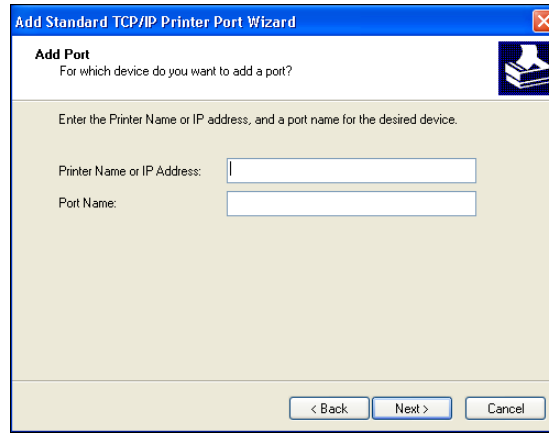 Add Standard TCP/IP Printer Port Wizard
Add Port
For which device do you want to add a port?
Enter the Printer Name or IP address, and a port name for the desired device.
Printer Name or IP Address:
Port Name:
< Back
Next >
Cancel